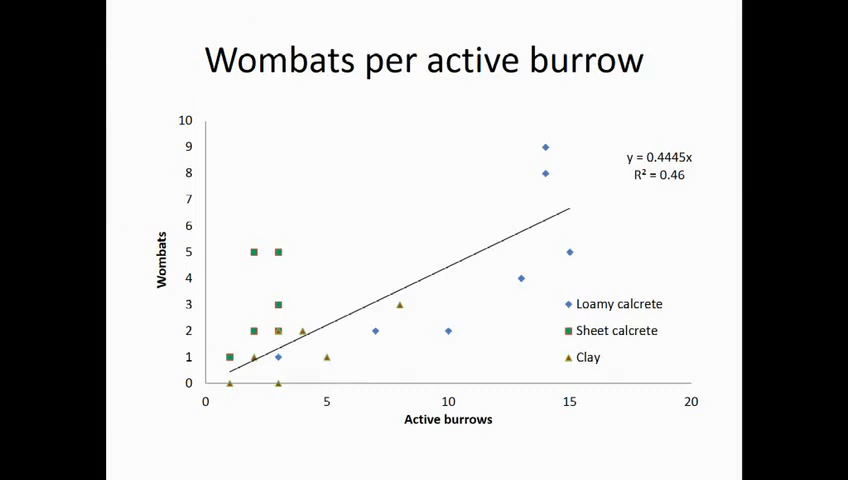 Wombats per active burrow
10
9
8
7
6
5
4
3
2
1
0
Wombats
y = 0.4445x
R² = 0.46
Loamy calcrete
Sheet calcrete
Clay
0 5 10 15 20
Active burrows